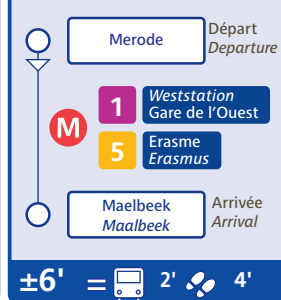 Merode
Départ
Departure
M
1
Weststation
Gare de l'Ouest
5
Erasme
Erasmus
Maelbeek
Maalbeek
Arrivée
Arrival
±6' = 2' 4'